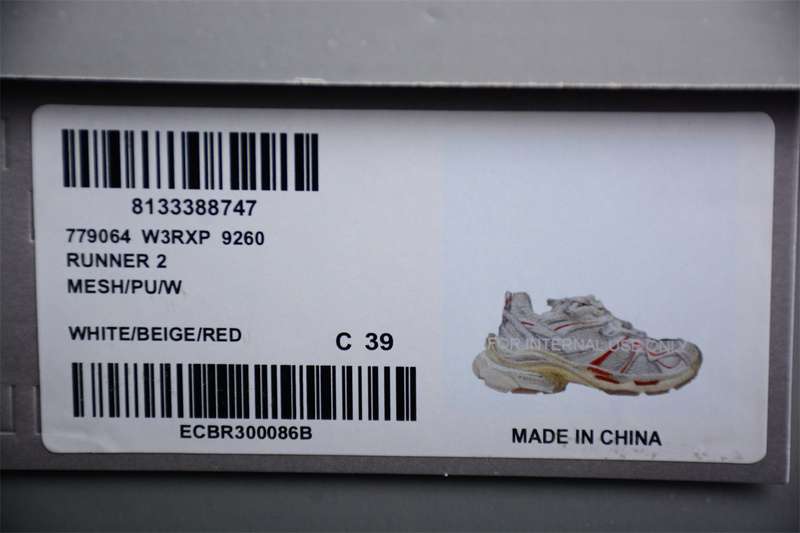 8133388747
779064 W3RXP 9260
RUNNER 2
MESH/PU/W
WHITE/BEIGE/RED
C 39
ECBR300086B
FOR INTERNAL USE ONLY
MADE IN CHINA